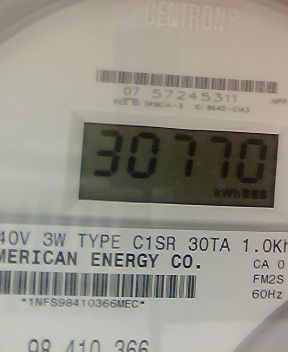 CENTRON®
07 57245311
30770
kWh
40V 3W TYPE C1SR 30TA 1.0Kh
MERICAN ENERGY CO.
CA 0
FM2S
60Hz
*1NFS98410366MEC*
98 410 366